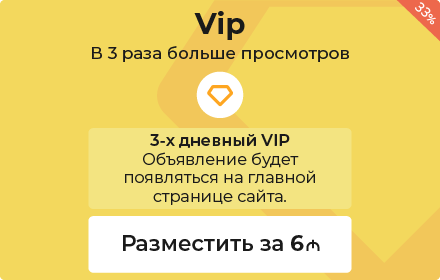 Vip
33%
В 3 раза больше просмотров
3-х дневный VIP
Объявление будет
появляться на главной
странице сайта.
Разместить за 6₼